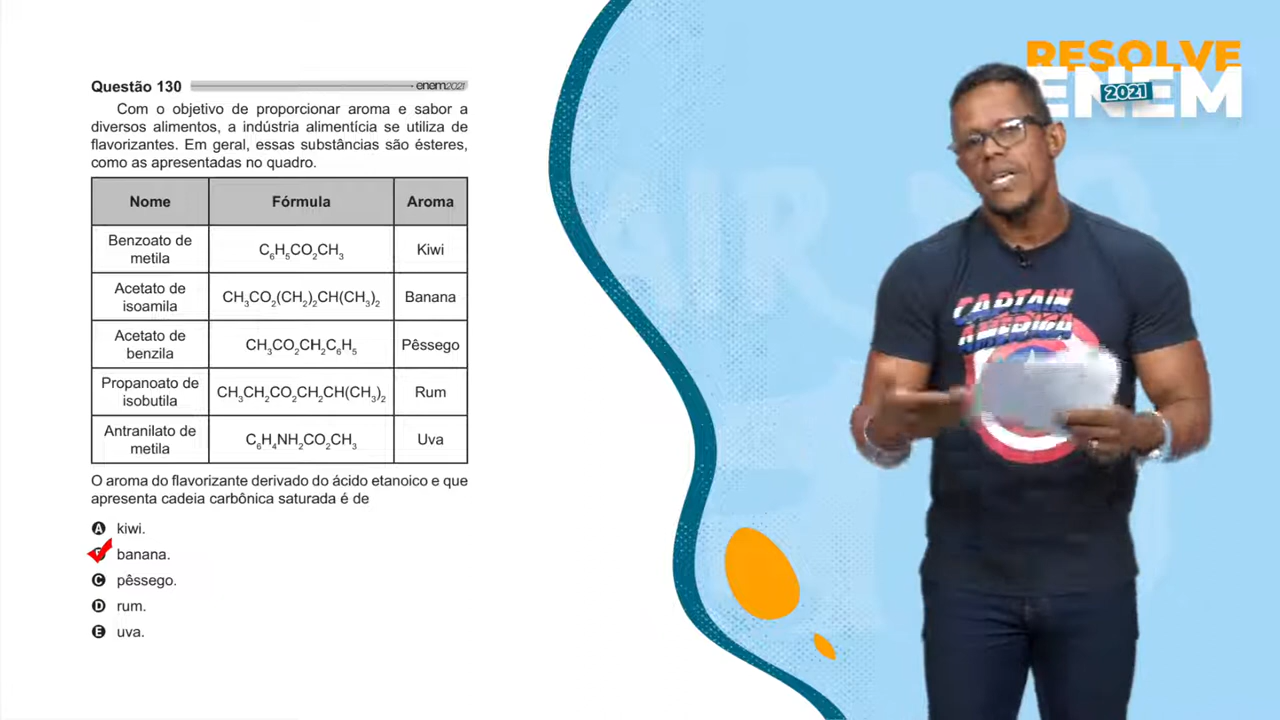 RESOLVE
ENEM
2021
Questão 130
enem2021
Com o objetivo de proporcionar aroma e sabor a
diversos alimentos, a indústria alimentícia se utiliza de
flavorizantes. Em geral, essas substâncias são ésteres,
como as apresentadas no quadro.
Nome Fórmula Aroma
Benzoato de
metila
C₆H₅CO₂CH₃
Kiwi
Acetato de
isoamila
CH₃CO₂(CH₂)₂CH(CH₃)₂
Banana
Acetato de
benzila
CH₃CO₂CH₂C₆H₅
Pêssego
Propanoato de
isobutila
CH₃CH₂CO₂CH₂CH(CH₃)₂
Rum
Antranilato de
metila
C₆H₄NH₂CO₂CH₃
Uva
O aroma do flavorizante derivado do ácido etanoico e que
apresenta cadeia carbônica saturada é de
A kiwi.
banana.
C pêssego.
D rum.
E uva.
CAPTAIN
AMERICA